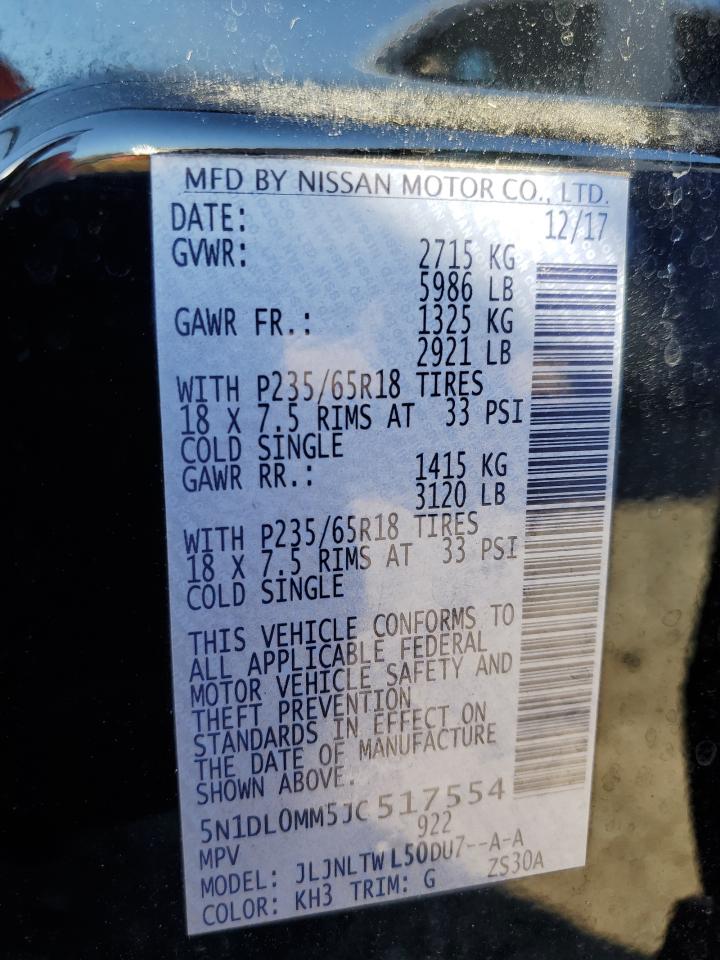 MFD BY NISSAN MOTOR CO., LTD.
DATE: 12/17
GVWR: 2715 KG
5986 LB
GAWR FR.: 1325 KG
2921 LB
WITH P235/65R18 TIRES
18 X 7.5 RIMS AT 33 PSI
COLD SINGLE
GAWR RR.: 1415 KG
3120 LB
WITH P235/65R18 TIRES
18 X 7.5 RIMS AT 33 PSI
COLD SINGLE
THIS VEHICLE CONFORMS TO
ALL APPLICABLE FEDERAL
MOTOR VEHICLE SAFETY AND
THEFT PREVENTION
STANDARDS IN EFFECT ON
THE DATE OF MANUFACTURE
SHOWN ABOVE.
5N1DL0MM5JC517554
MPV 922
MODEL: JLJNLTWL50DU7--A-A
COLOR: KH3 TRIM: G ZS30A